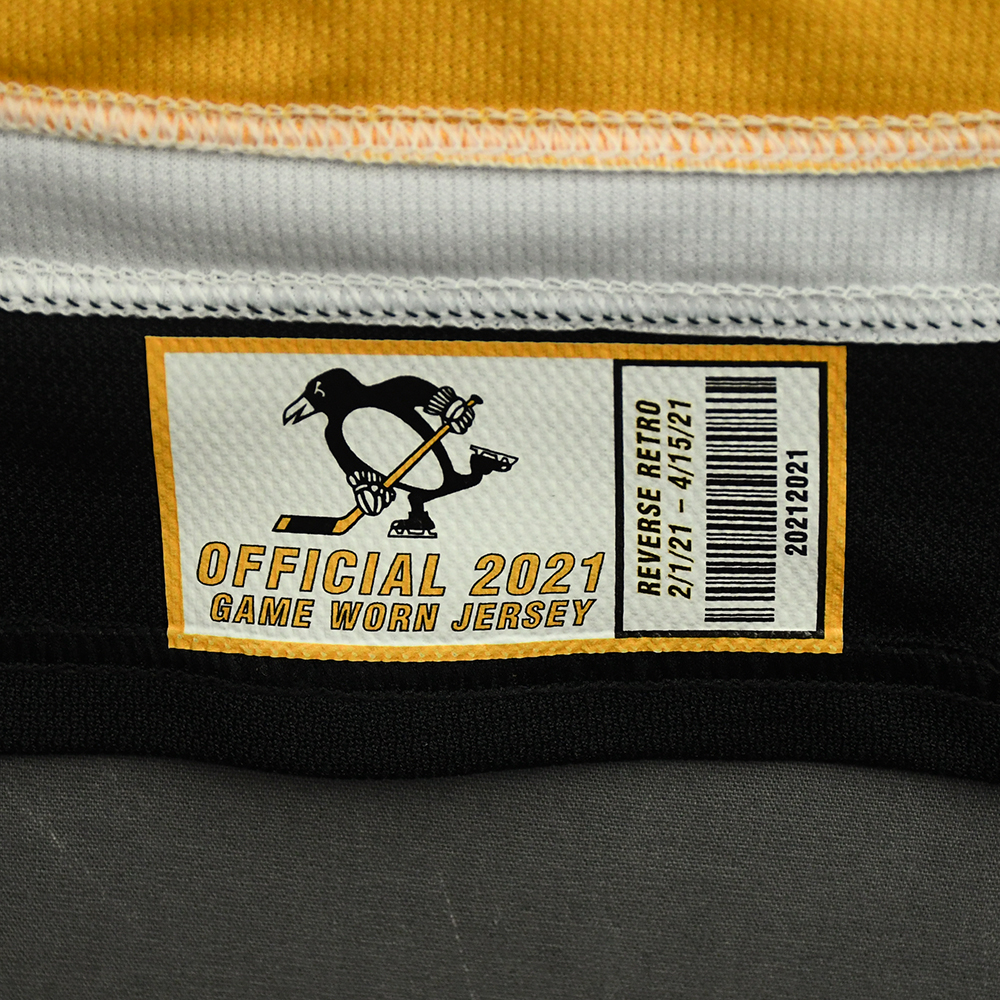 OFFICIAL 2021
GAME WORN JERSEY
REVERSE RETRO
2/1/21 – 4/15/21
20212021